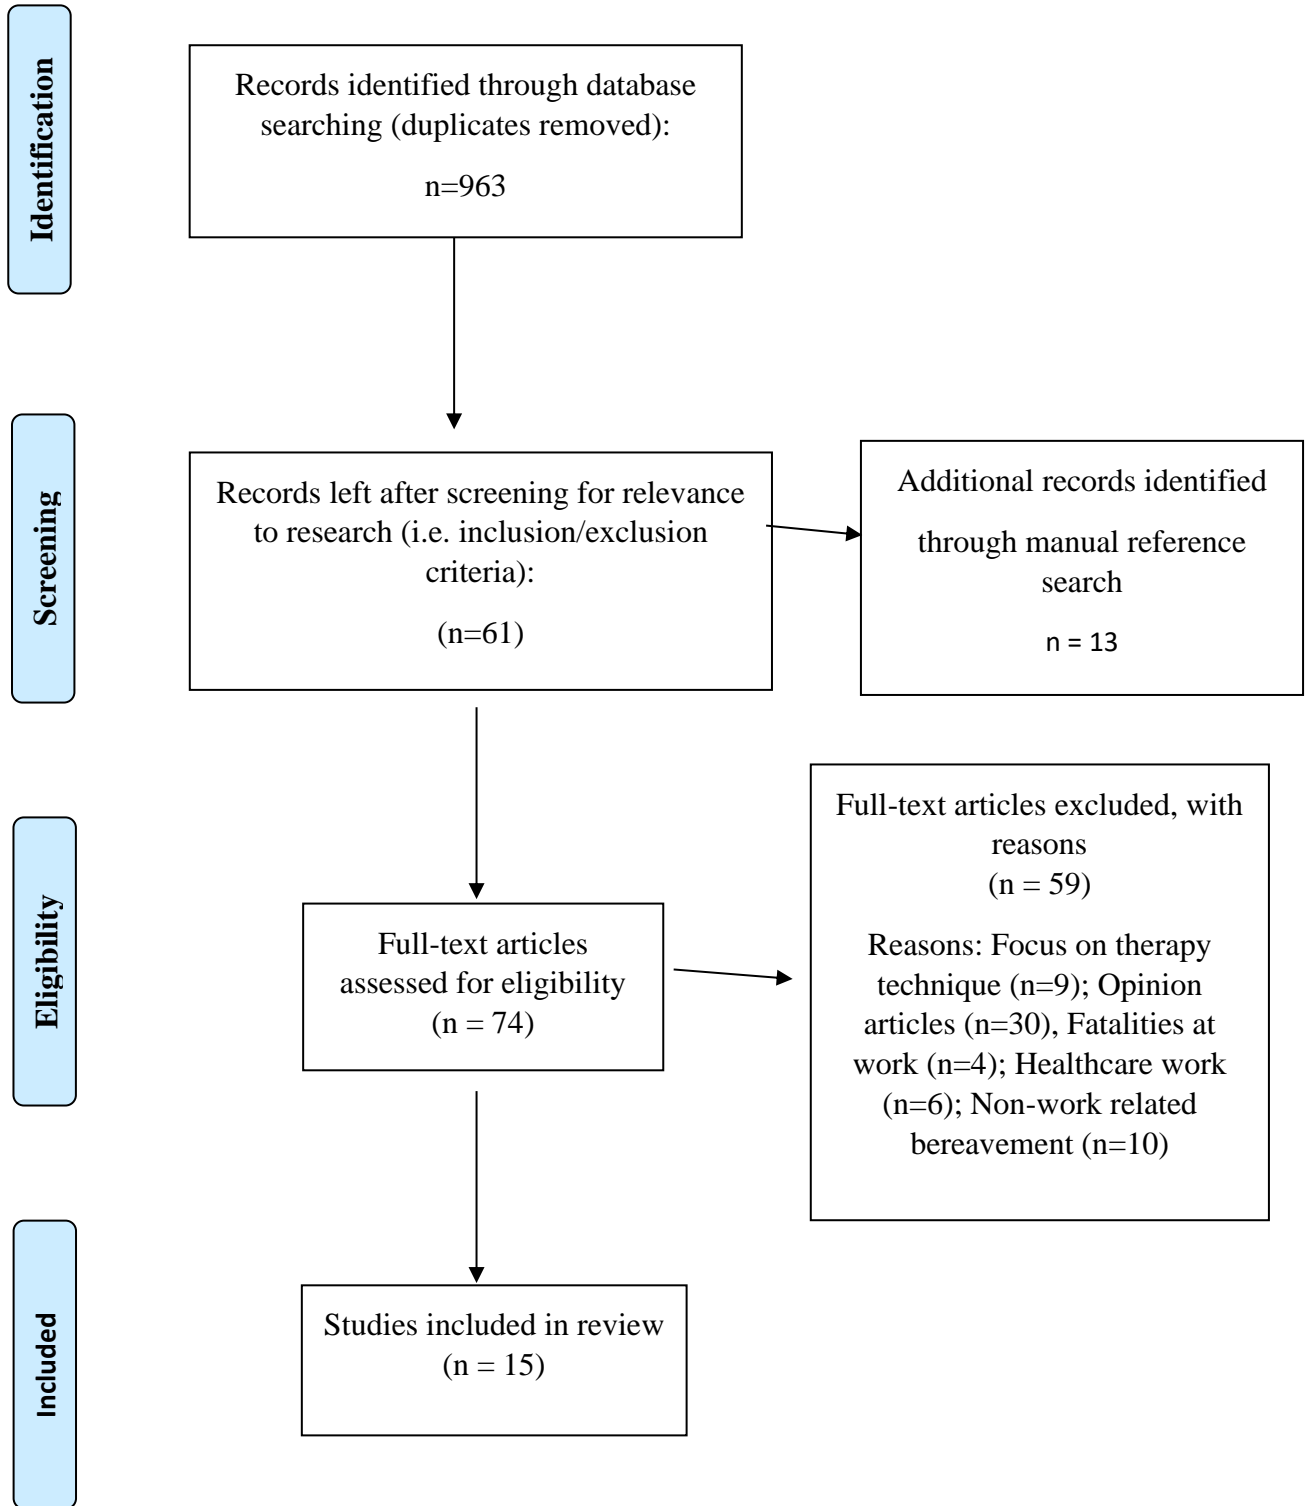 Identification
Records identified through database
searching (duplicates removed):
n=963
Screening
Records left after screening for relevance
to research (i.e. inclusion/exclusion
criteria):
(n=61)
Additional records identified
through manual reference
search
n = 13
Eligibility
Full-text articles
assessed for eligibility
(n = 74)
Full-text articles excluded, with
reasons
(n = 59)
Reasons: Focus on therapy
technique (n=9); Opinion
articles (n=30), Fatalities at
work (n=4); Healthcare work
(n=6); Non-work related
bereavement (n=10)
Included
Studies included in review
(n = 15)